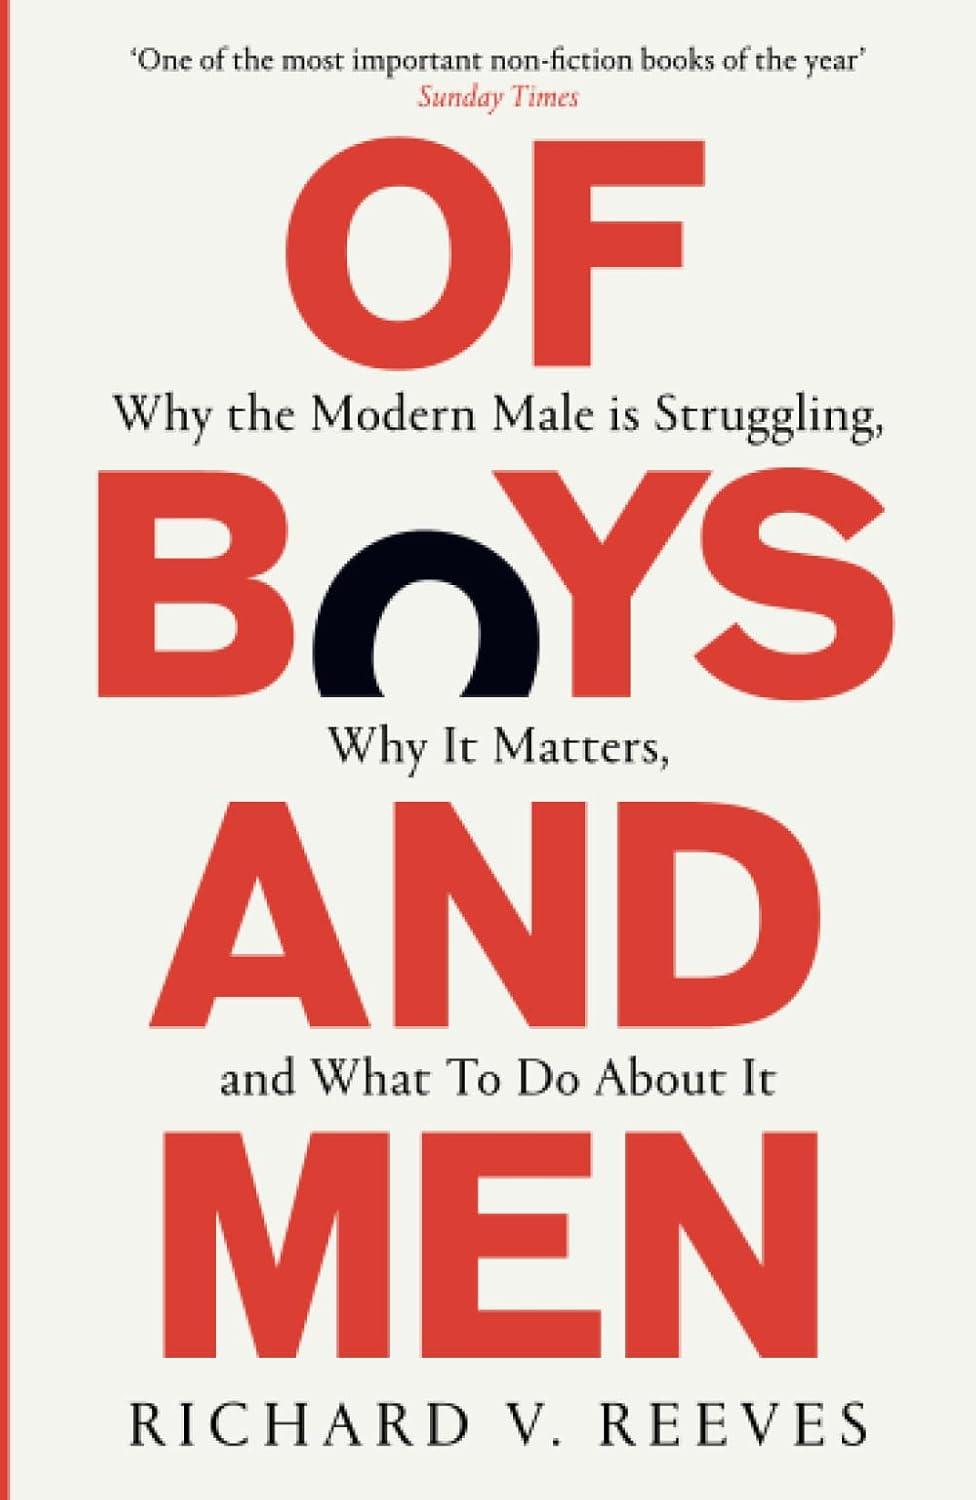 ‘One of the most important non-fiction books of the year’
Sunday Times
OF
Why the Modern Male is Struggling,
BOYS
Why It Matters,
AND
and What To Do About It
MEN
RICHARD V. REEVES